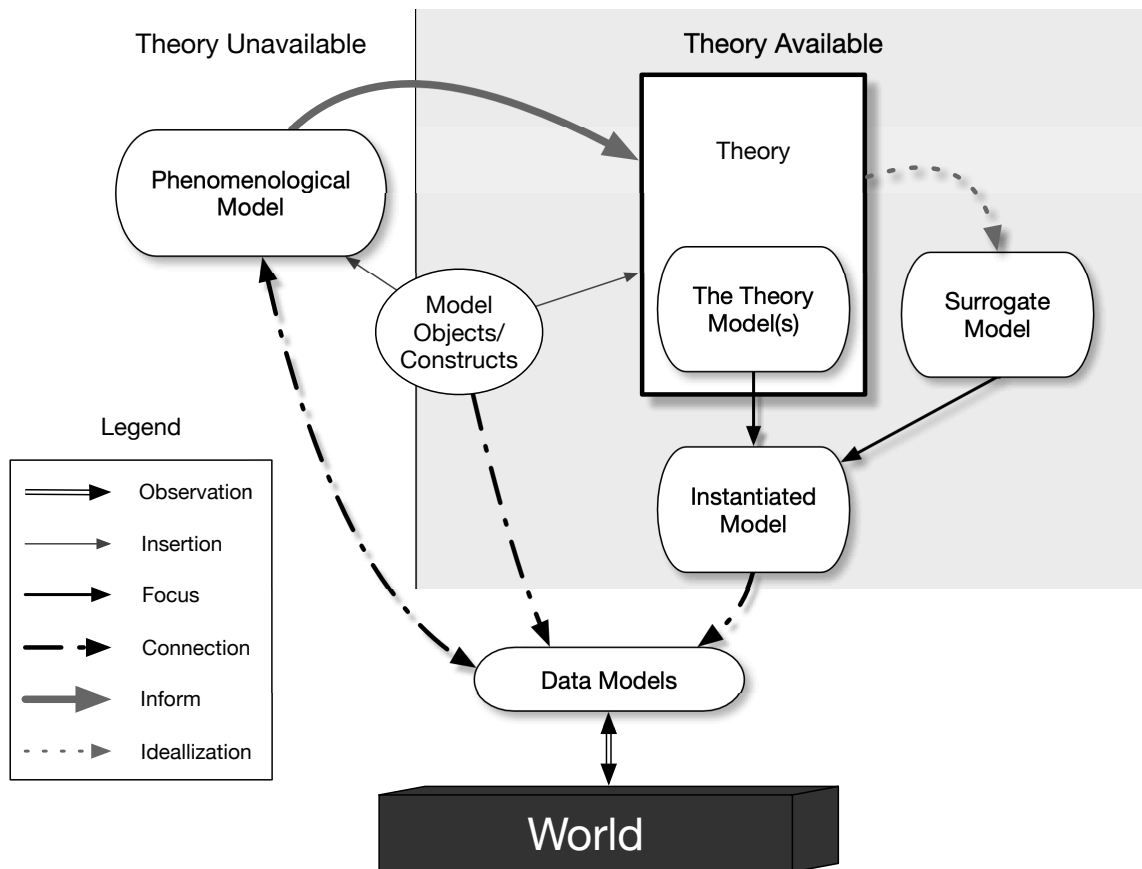 Theory Unavailable
Theory Available
Theory
Phenomenological
Model
Model
Objects/
Constructs
The Theory
Model(s)
Surrogate
Model
Legend
Observation
Insertion
Focus
Connection
Inform
Ideallization
Instantiated
Model
Data Models
World